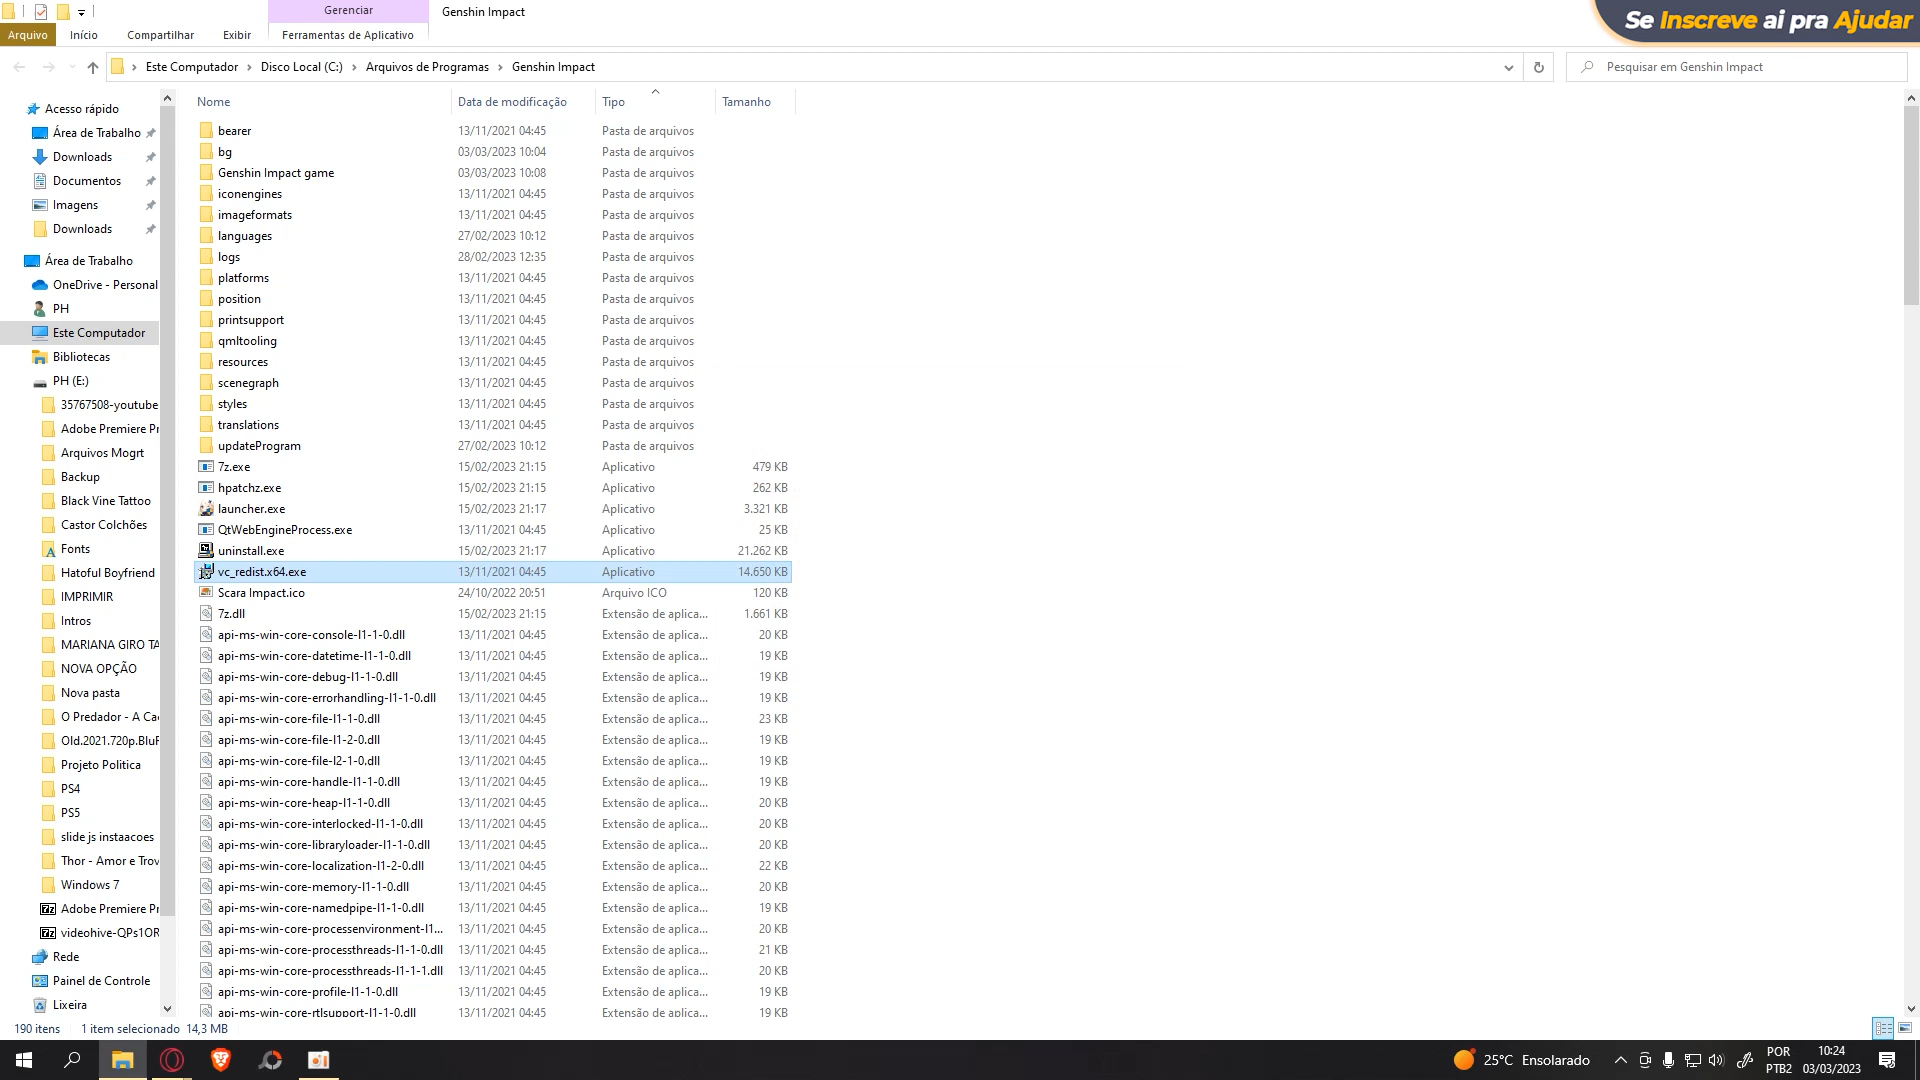 Gerenciar
Genshin Impact
Se Inscreve ai pra Ajudar
Arquivo
Início
Compartilhar
Exibir
Ferramentas de Aplicativo
Este Computador
Disco Local (C:)
Arquivos de Programas
Genshin Impact
Pesquisar em Genshin Impact
Acesso rápido
Área de Trabalho
Downloads
Documentos
Imagens
Downloads
Área de Trabalho
OneDrive - Personal
PH
Este Computador
Bibliotecas
PH (E:)
35767508-youtube
Adobe Premiere Pr
Arquivos Mogrt
Backup
Black Vine Tattoo
Castor Colchões
Fonts
Hatoful Boyfriend
IMPRIMIR
Intros
MARIANA GIRO TA
NOVA OPÇÃO
Nova pasta
O Predador - A Ca
Old.2021.720p.Blu
Projeto Politica
PS4
PS5
slide js instaacoes
Thor - Amor e Trov
Windows 7
Adobe Premiere Pr
videohive-QPs1OR
Rede
Painel de Controle
Lixeira
Nome Data de modificação Tipo Tamanho
bearer 13/11/2021 04:45 Pasta de arquivos
bg 03/03/2023 10:04 Pasta de arquivos
Genshin Impact game 03/03/2023 10:08 Pasta de arquivos
iconengines 13/11/2021 04:45 Pasta de arquivos
imageformats 13/11/2021 04:45 Pasta de arquivos
languages 27/02/2023 10:12 Pasta de arquivos
logs 28/02/2023 12:35 Pasta de arquivos
platforms 13/11/2021 04:45 Pasta de arquivos
position 13/11/2021 04:45 Pasta de arquivos
printsupport 13/11/2021 04:45 Pasta de arquivos
qmltooling 13/11/2021 04:45 Pasta de arquivos
resources 13/11/2021 04:45 Pasta de arquivos
scenegraph 13/11/2021 04:45 Pasta de arquivos
styles 13/11/2021 04:45 Pasta de arquivos
translations 13/11/2021 04:45 Pasta de arquivos
updateProgram 27/02/2023 10:12 Pasta de arquivos
7z.exe 15/02/2023 21:15 Aplicativo 479 KB
hpatchz.exe 15/02/2023 21:15 Aplicativo 262 KB
launcher.exe 15/02/2023 21:17 Aplicativo 3.321 KB
QtWebEngineProcess.exe 13/11/2021 04:45 Aplicativo 25 KB
uninstall.exe 15/02/2023 21:17 Aplicativo 21.262 KB
vc_redist.x64.exe 13/11/2021 04:45 Aplicativo 14.650 KB
Scara Impact.ico 24/10/2022 20:51 Arquivo ICO 120 KB
7z.dll 15/02/2023 21:15 Extensão de aplica... 1.661 KB
api-ms-win-core-console-l1-1-0.dll 13/11/2021 04:45 Extensão de aplica... 20 KB
api-ms-win-core-datetime-l1-1-0.dll 13/11/2021 04:45 Extensão de aplica... 19 KB
api-ms-win-core-debug-l1-1-0.dll 13/11/2021 04:45 Extensão de aplica... 19 KB
api-ms-win-core-errorhandling-l1-1-0.dll 13/11/2021 04:45 Extensão de aplica... 19 KB
api-ms-win-core-file-l1-1-0.dll 13/11/2021 04:45 Extensão de aplica... 23 KB
api-ms-win-core-file-l1-2-0.dll 13/11/2021 04:45 Extensão de aplica... 19 KB
api-ms-win-core-file-l2-1-0.dll 13/11/2021 04:45 Extensão de aplica... 19 KB
api-ms-win-core-handle-l1-1-0.dll 13/11/2021 04:45 Extensão de aplica... 19 KB
api-ms-win-core-heap-l1-1-0.dll 13/11/2021 04:45 Extensão de aplica... 20 KB
api-ms-win-core-interlocked-l1-1-0.dll 13/11/2021 04:45 Extensão de aplica... 20 KB
api-ms-win-core-libraryloader-l1-1-0.dll 13/11/2021 04:45 Extensão de aplica... 20 KB
api-ms-win-core-localization-l1-2-0.dll 13/11/2021 04:45 Extensão de aplica... 22 KB
api-ms-win-core-memory-l1-1-0.dll 13/11/2021 04:45 Extensão de aplica... 20 KB
api-ms-win-core-namedpipe-l1-1-0.dll 13/11/2021 04:45 Extensão de aplica... 19 KB
api-ms-win-core-processenvironment-l1... 13/11/2021 04:45 Extensão de aplica... 20 KB
api-ms-win-core-processthreads-l1-1-0.dll 13/11/2021 04:45 Extensão de aplica... 21 KB
api-ms-win-core-processthreads-l1-1-1.dll 13/11/2021 04:45 Extensão de aplica... 20 KB
api-ms-win-core-profile-l1-1-0.dll 13/11/2021 04:45 Extensão de aplica... 19 KB
api-ms-win-core-rtlsupport-l1-1-0.dll 13/11/2021 04:45 Extensão de aplica... 19 KB
190 itens 1 item selecionado 14,3 MB
25°C Ensolarado
POR
PTB2
10:24
03/03/2023